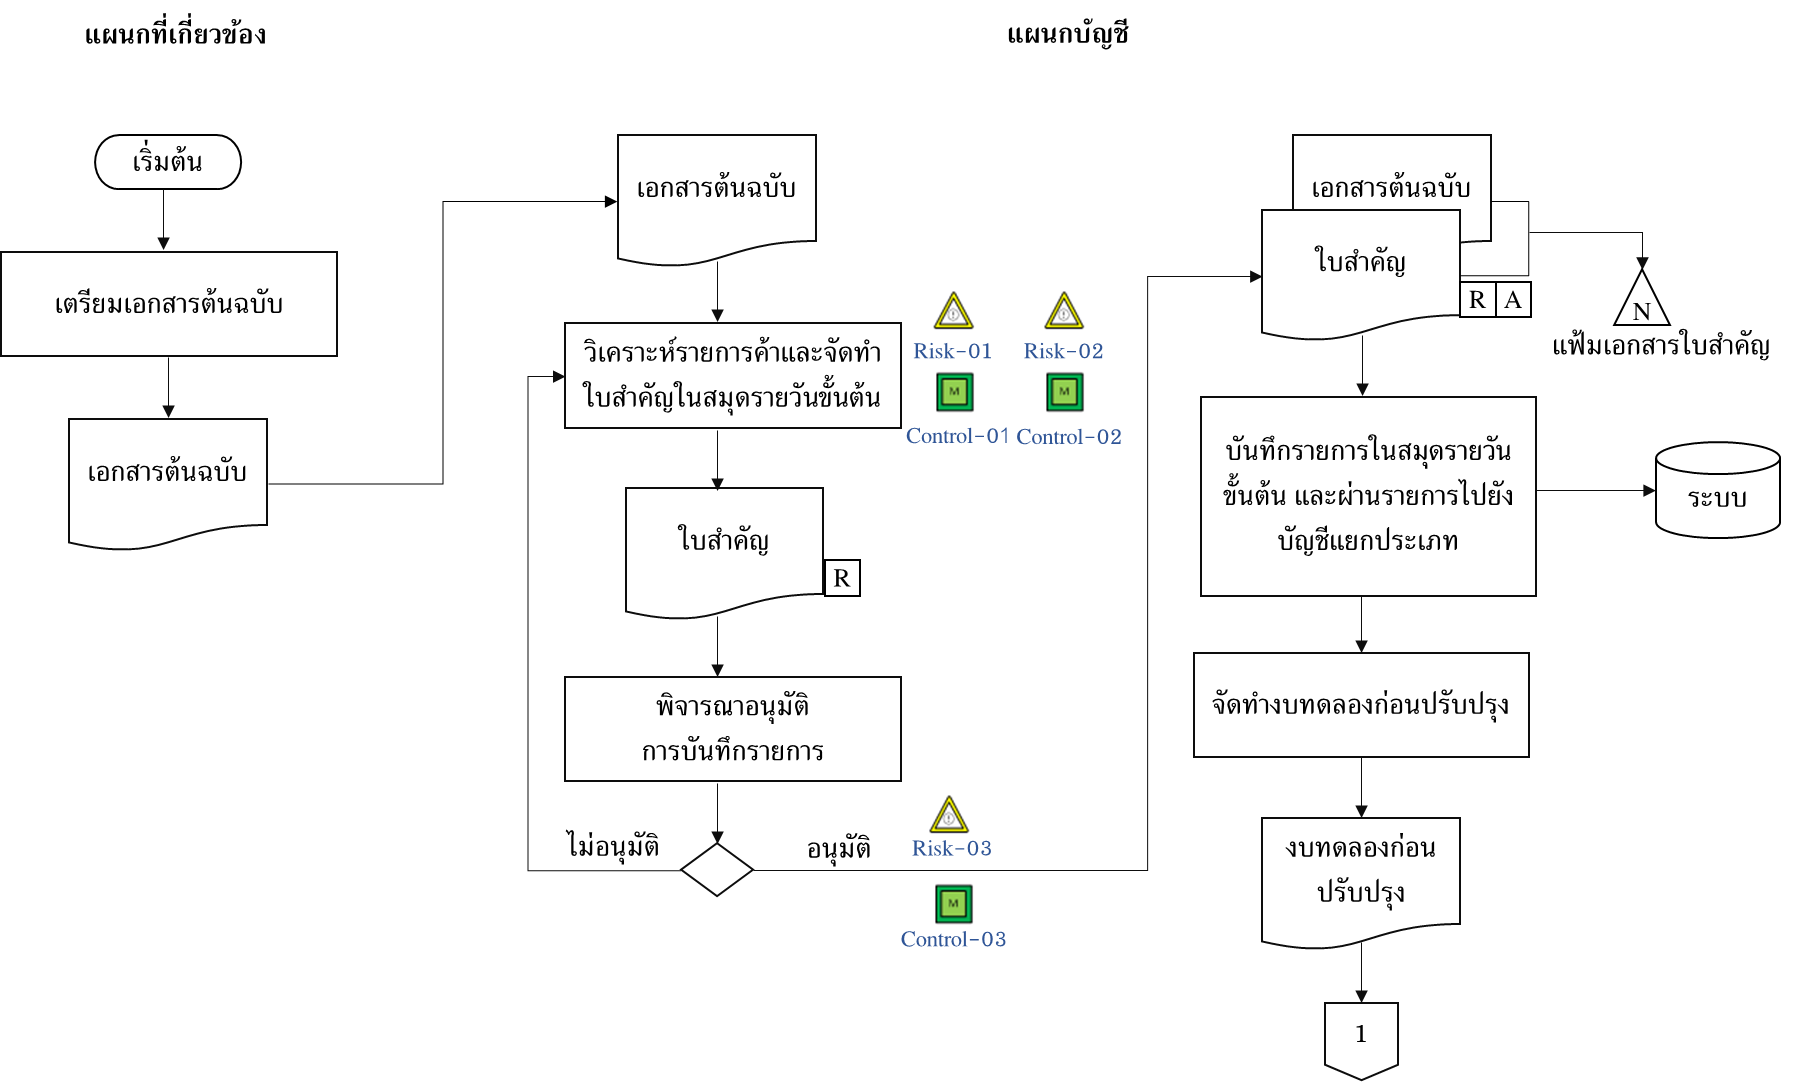 แผนกที่เกี่ยวข้อง
แผนกบัญชี
เริ่มต้น
เตรียมเอกสารต้นฉบับ
เอกสารต้นฉบับ
เอกสารต้นฉบับ
วิเคราะห์รายการค้าและจัดทำ
ใบสำคัญในสมุดรายวันขั้นต้น
Risk-01
Risk-02
M
M
Control-01
Control-02
ใบสำคัญ
R
พิจารณาอนุมัติ
การบันทึกรายการ
ไม่อนุมัติ
อนุมัติ
Risk-03
M
Control-03
เอกสารต้นฉบับ
ใบสำคัญ
R
A
N
แฟ้มเอกสารใบสำคัญ
บันทึกรายการในสมุดรายวัน
ขั้นต้น และผ่านรายการไปยัง
บัญชีแยกประเภท
ระบบ
จัดทำงบทดลองก่อนปรับปรุง
งบทดลองก่อน
ปรับปรุง
1